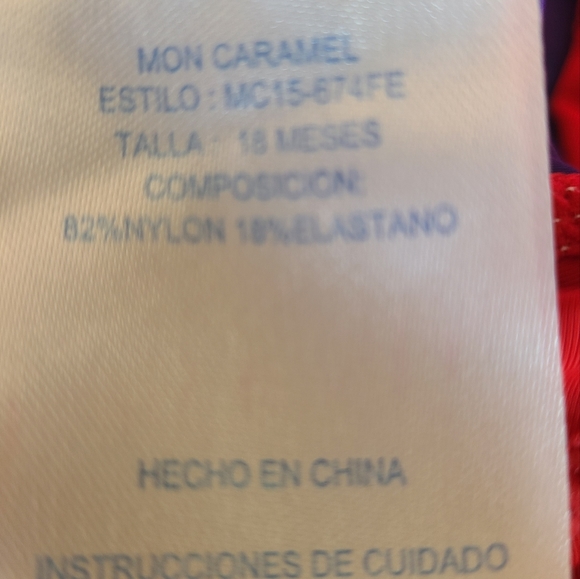 MON CARAMEL
ESTILO : MC15-674FE
TALLA : 18 MESES
COMPOSICION:
82%NYLON 18%ELASTANO
HECHO EN CHINA
INSTRUCCIONES DE CUIDADO